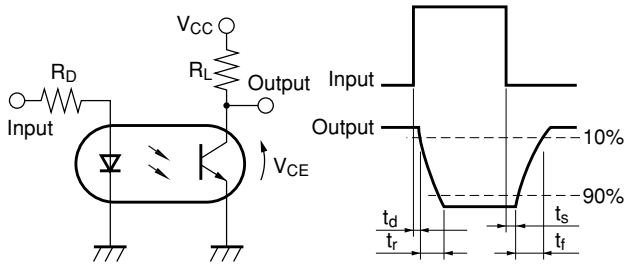 VCC
RD
RL
Output
Input
VCE
Input
Output
10%
90%
td
ts
tr
tf